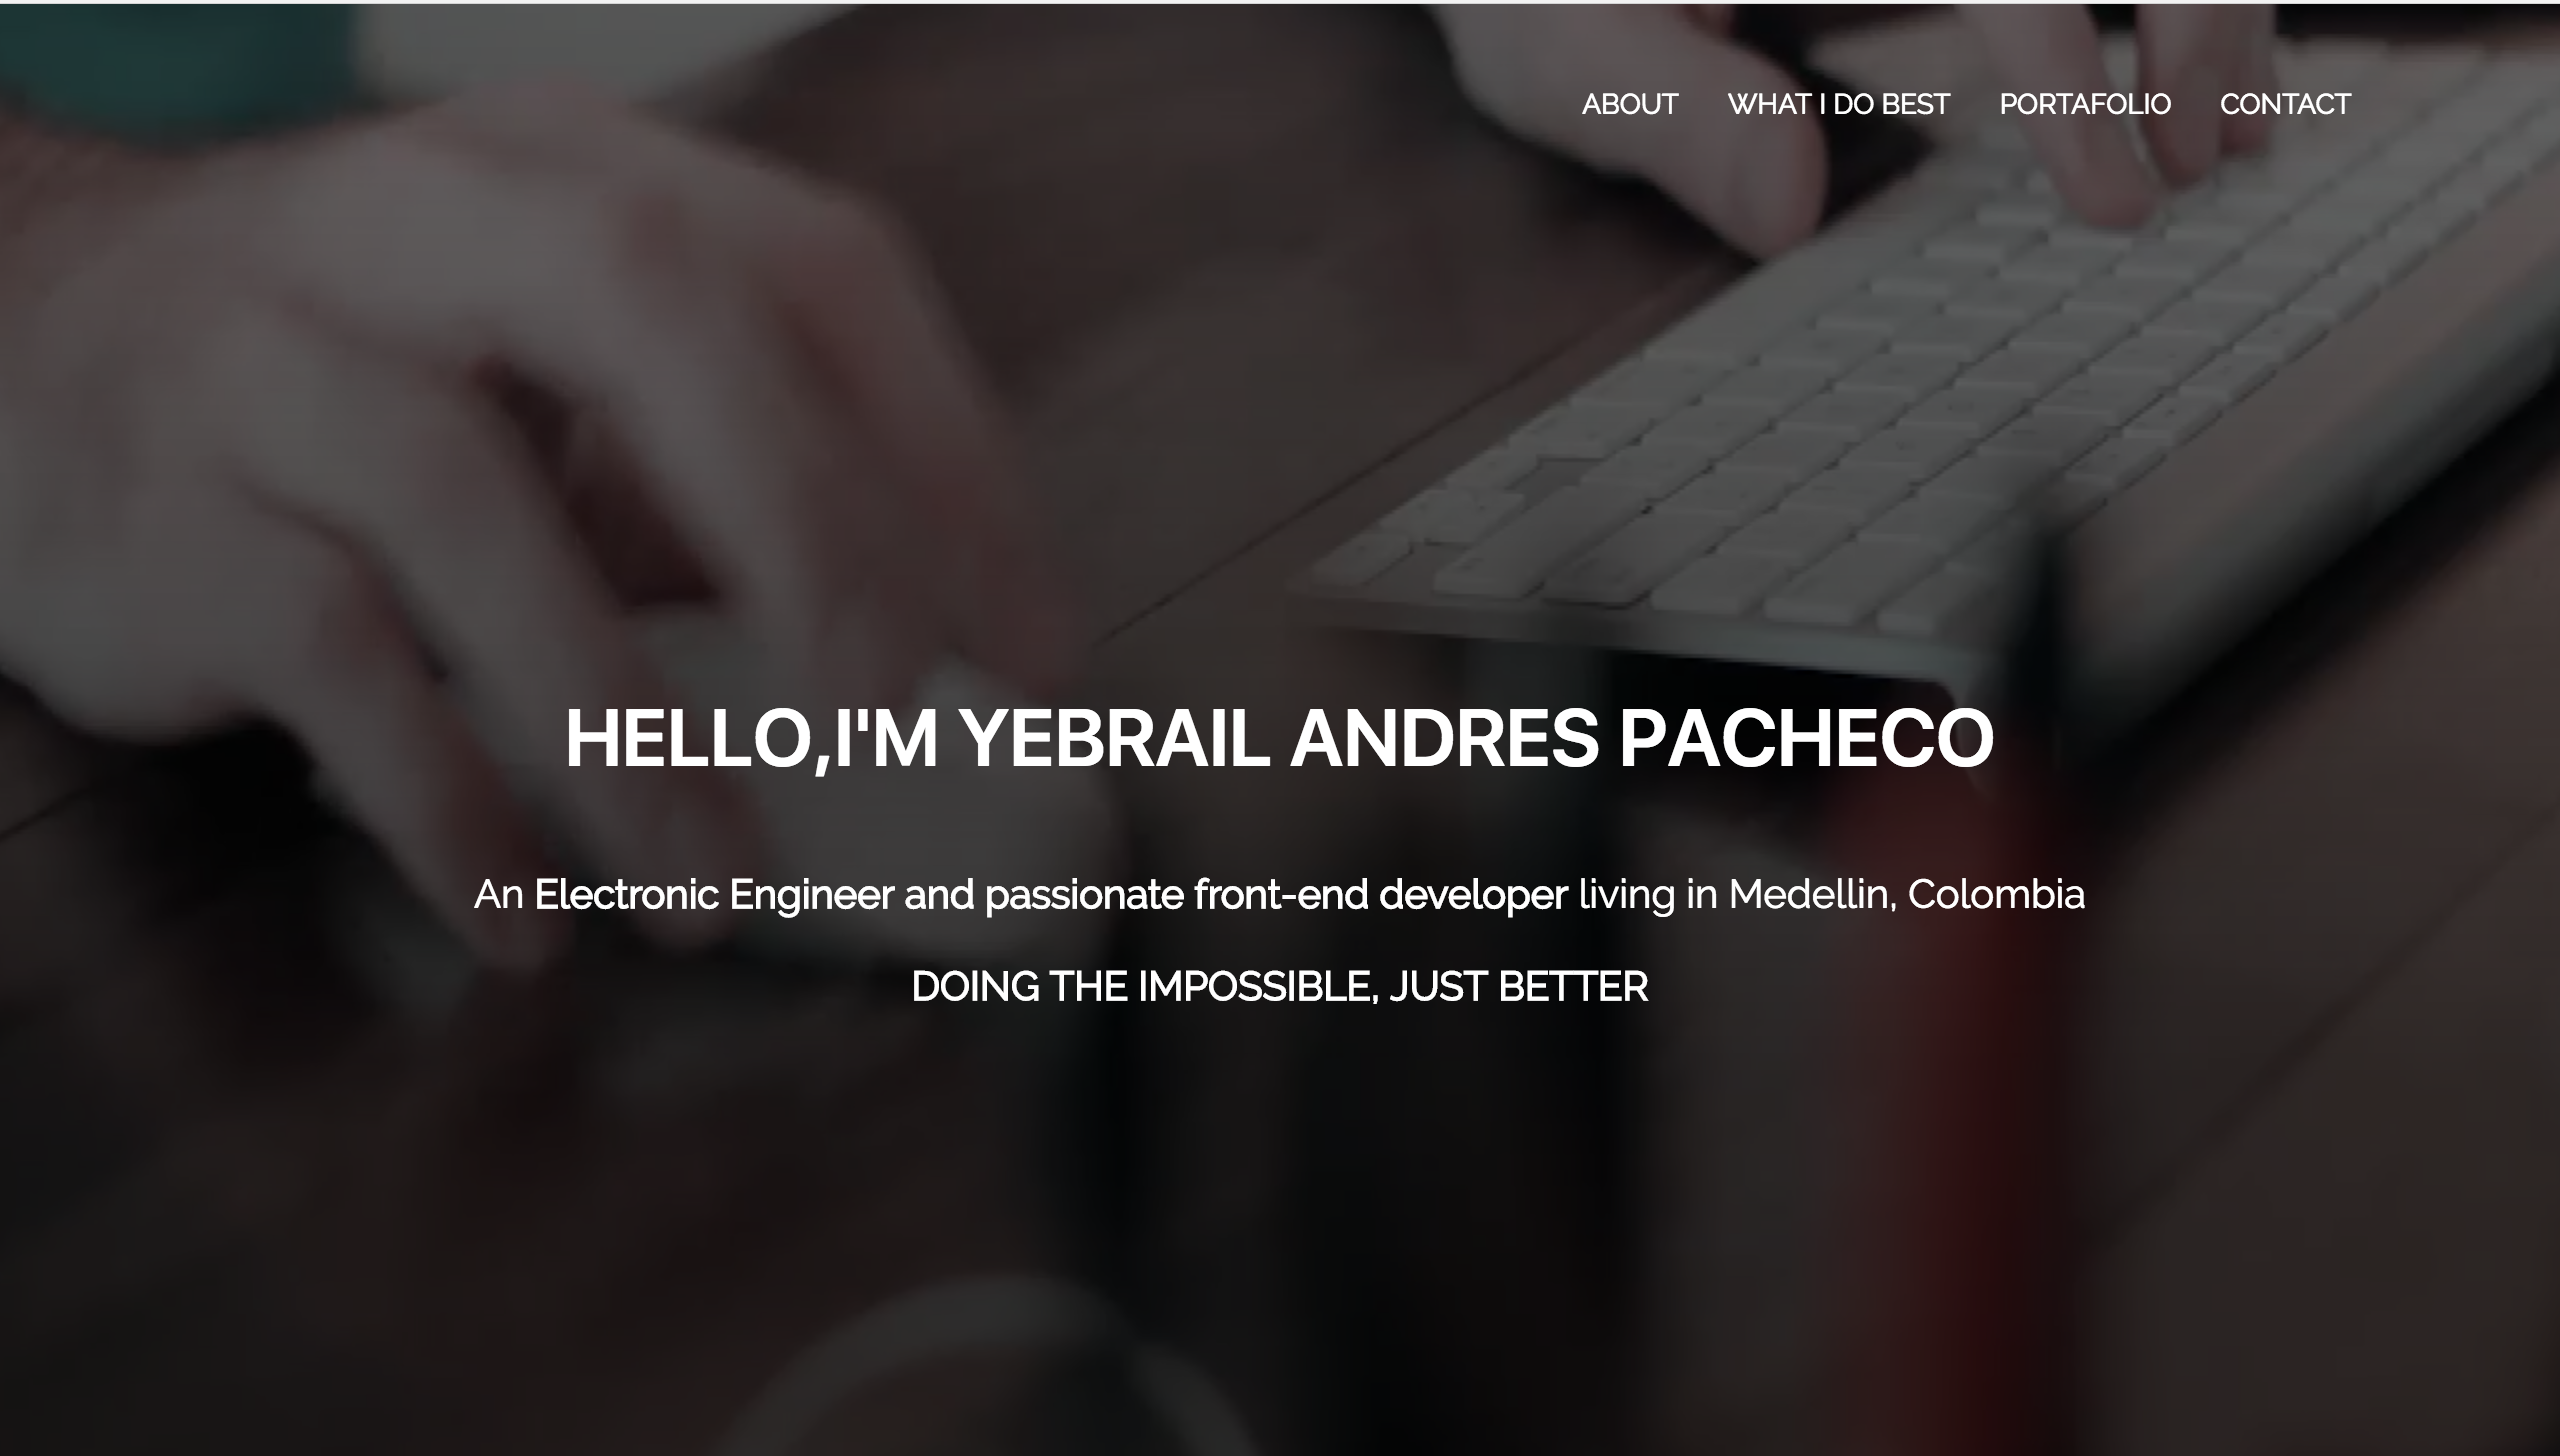 ABOUT WHAT I DO BEST PORTAFOLIO CONTACT
HELLO,I'M YEBRAIL ANDRES PACHECO
An Electronic Engineer and passionate front-end developer living in Medellin, Colombia
DOING THE IMPOSSIBLE, JUST BETTER